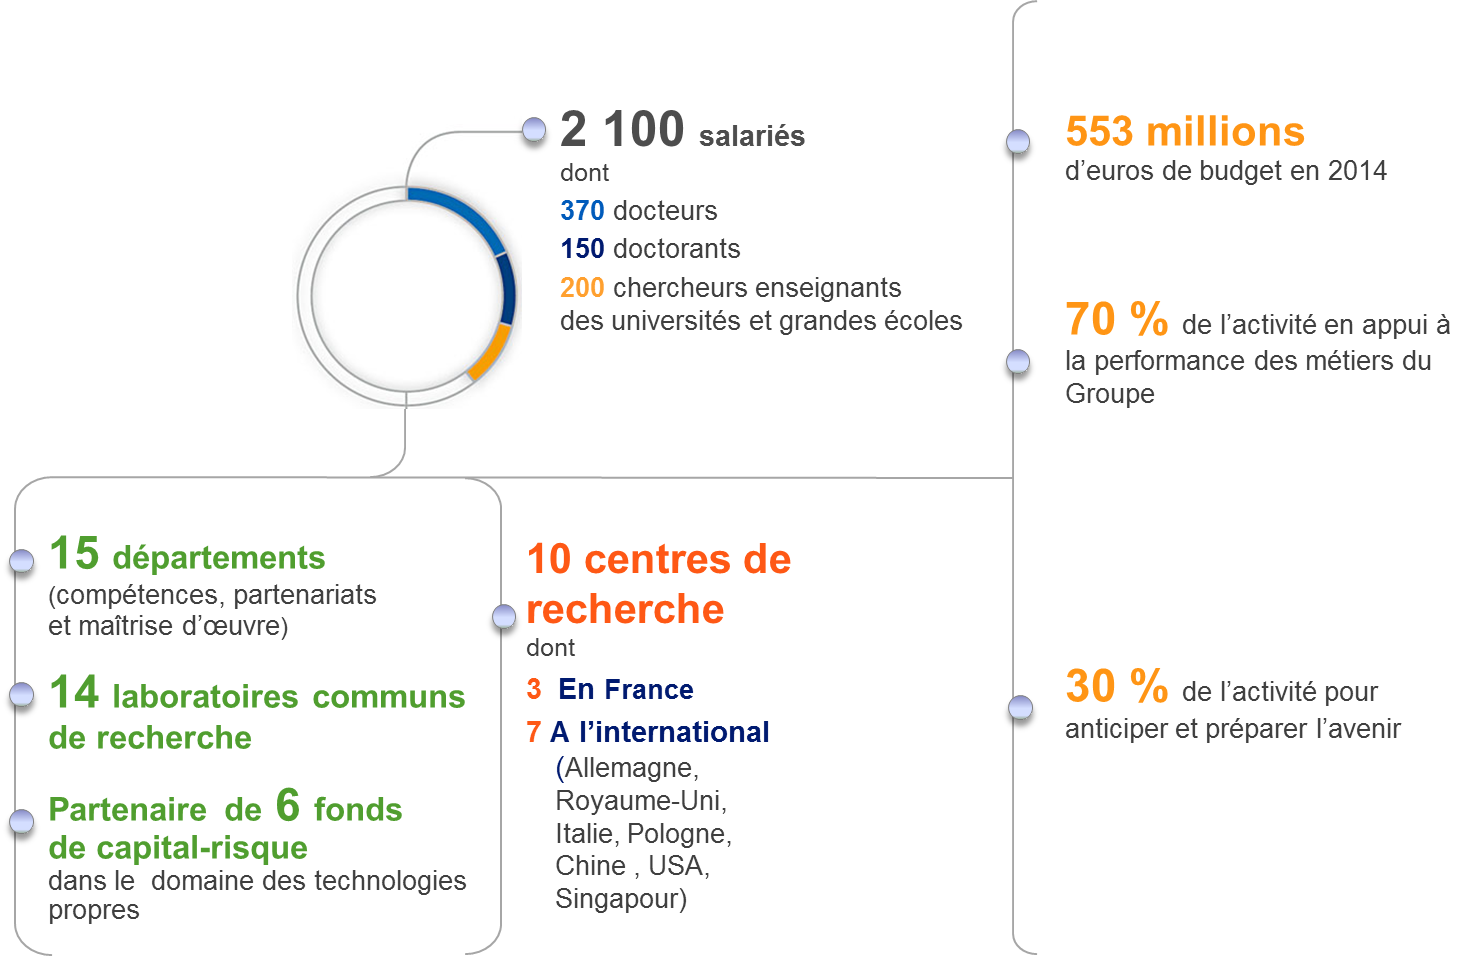 2 100 salariés
dont
370 docteurs
150 doctorants
200 chercheurs enseignants
des universités et grandes écoles
553 millions
d’euros de budget en 2014
70 % de l’activité en appui à
la performance des métiers du
Groupe
30 % de l’activité pour
anticiper et préparer l’avenir
15 départements
(compétences, partenariats
et maîtrise d’œuvre)
14 laboratoires communs
de recherche
Partenaire de 6 fonds
de capital-risque
dans le domaine des technologies
propres
10 centres de
recherche
dont
3 En France
7 A l’international
(Allemagne,
Royaume-Uni,
Italie, Pologne,
Chine , USA,
Singapour)